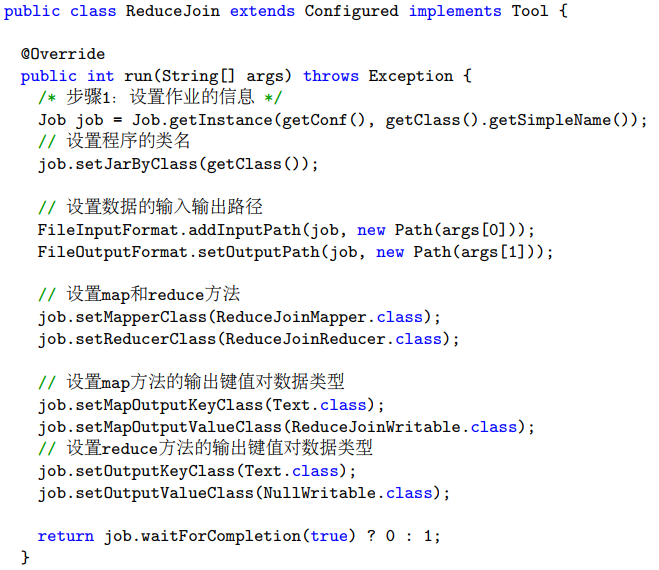 public class ReduceJoin extends Configured implements Tool {
@Override
public int run(String[] args) throws Exception {
/* 步骤1: 设置作业的信息 */
Job job = Job.getInstance(getConf(), getClass().getSimpleName());
// 设置程序的类名
job.setJarByClass(getClass());
// 设置数据的输入输出路径
FileInputFormat.addInputPath(job, new Path(args[0]));
FileOutputFormat.setOutputPath(job, new Path(args[1]));
// 设置map和reduce方法
job.setMapperClass(ReduceJoinMapper.class);
job.setReducerClass(ReduceJoinReducer.class);
// 设置map方法的输出键值对数据类型
job.setMapOutputKeyClass(Text.class);
job.setMapOutputValueClass(ReduceJoinWritable.class);
// 设置reduce方法的输出键值对数据类型
job.setOutputKeyClass(Text.class);
job.setOutputValueClass(NullWritable.class);
return job.waitForCompletion(true) ? 0 : 1;
}